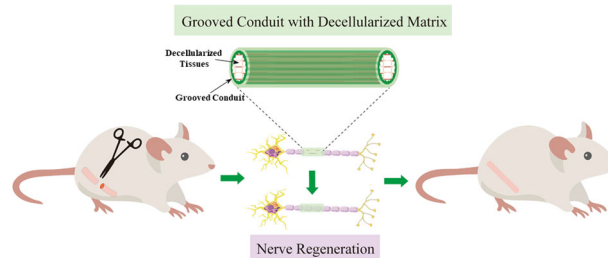 Grooved Conduit with Decellularized Matrix
Decellularized
Tissues
Grooved Conduit
Nerve Regeneration